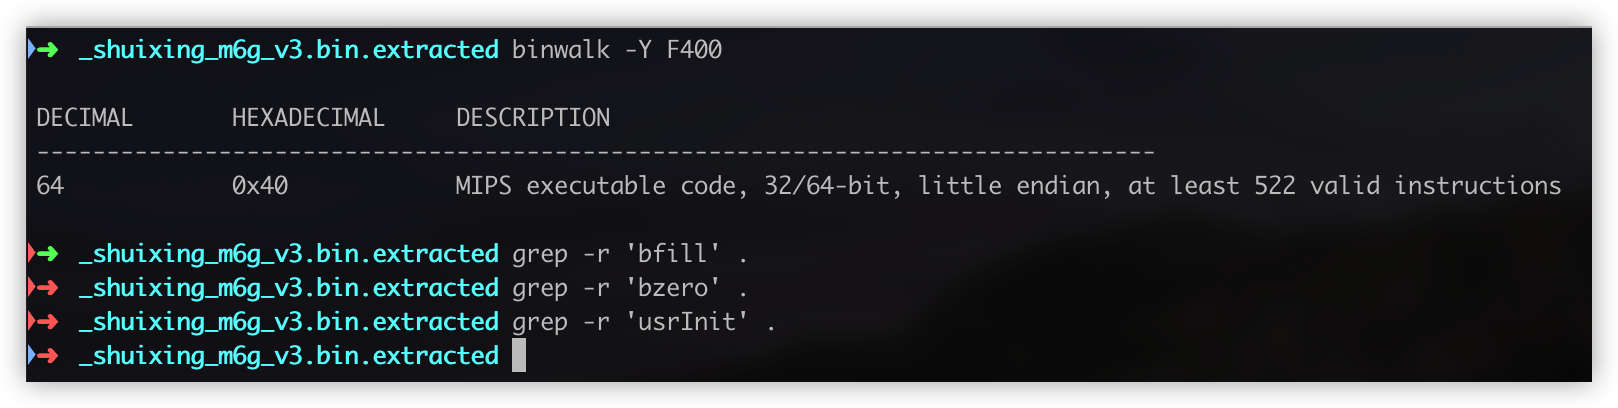 ➜ _shuixing_m6g_v3.bin.extracted binwalk -Y F400
DECIMAL HEXADECIMAL DESCRIPTION
--------------------------------------------------------------------------------
64 0x40 MIPS executable code, 32/64-bit, little endian, at least 522 valid instructions
➜ _shuixing_m6g_v3.bin.extracted grep -r 'bfill' .
➜ _shuixing_m6g_v3.bin.extracted grep -r 'bzero' .
➜ _shuixing_m6g_v3.bin.extracted grep -r 'usrInit' .
➜ _shuixing_m6g_v3.bin.extracted